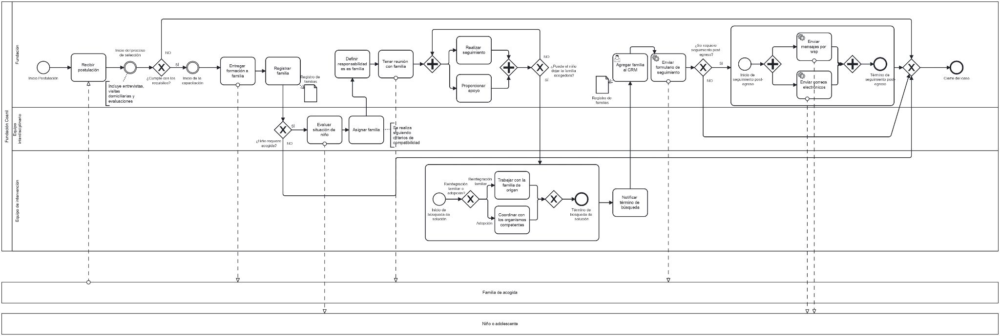 Fundación Coanil
Fundación
Inicio Postulación
Recibir
postulación
Inicio del proceso
de selección
Incluye entrevistas,
visitas
domiciliarias y
evaluaciones
NO
SÍ
¿Cumple con los
requisitos?
Inicio de la
capacitación
Entregar
formación a
familia
Registrar
familia
Registro de
familias
Definir
responsabilidad
es es familia
Tener reunión
con familia
Realizar
seguimiento
Proporcionar
apoyo
NO
¿Puede el niño
dejar la familia
acogedora?
SÍ
Registro de
familias
Agregar familia
al CRM
Enviar
formulario de
seguimiento
¿Se requiere
seguimiento post
egreso?
SI
NO
Inicio de
seguimiento post-
egreso
Enviar
mensajes por
wsp
Enviar correos
electrónicos
Término de
seguimiento post-
egreso
Cierre del caso
Equipo
interdisciplinario
¿Niño requiere
acogida?
SÍ
NO
Evaluar
situación de
niño
Asignar familia
Se realiza
siguiendo
criterios de
compatibilidad
Equipo de intervención
Inicio de
búsqueda de
solución
Reintegración
familiar o
adopción?
Reintegración
familiar
Adopción
Trabajar con la
familia de
origen
Coordinar con
los organismos
competentes
Término de
búsqueda de
solución
Notificar
término de
búsqueda
Familia de acogida
Niño o adolescente